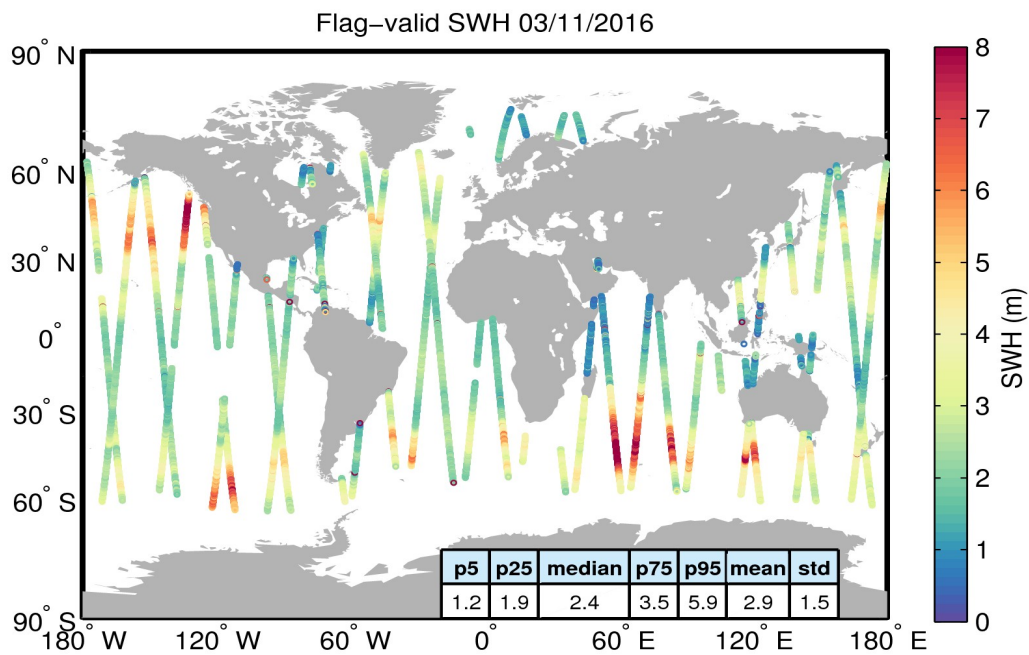 Flag–valid SWH 03/11/2016
90° N
60° N
30° N
0°
30° S
60° S
90° S
180° W
120° W
60° W
0°
60° E
120° E
180° E
p5 p25 median p75 p95 mean std
1.2 1.9 2.4 3.5 5.9 2.9 1.5
8
7
6
5
4
3
2
1
0
SWH (m)